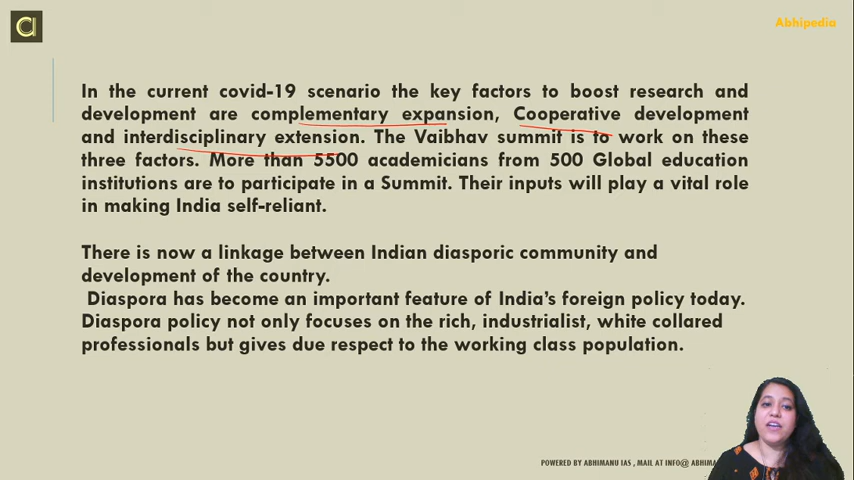 Abhipedia
In the current covid-19 scenario the key factors to boost research and
development are complementary expansion, Cooperative development
and interdisciplinary extension. The Vaibhav summit is to work on these
three factors. More than 5500 academicians from 500 Global education
institutions are to participate in a Summit. Their inputs will play a vital role
in making India self-reliant.
There is now a linkage between Indian diasporic community and
development of the country.
Diaspora has become an important feature of India's foreign policy today.
Diaspora policy not only focuses on the rich, industrialist, white collared
professionals but gives due respect to the working class population.
POWERED BY ABHIMANU IAS , MAIL AT INFO@ ABHIMA